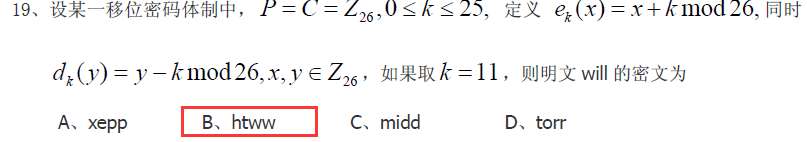 19、设某一移位密码体制中， P = C = Z₂₆, 0 ≤ k ≤ 25, 定义 eₖ(x) = x + k mod 26, 同时
dₖ(y) = y − k mod 26, x, y ∈ Z₂₆ ，如果取 k = 11 ，则明文 will 的密文为
A、xepp B、htww C、midd D、torr